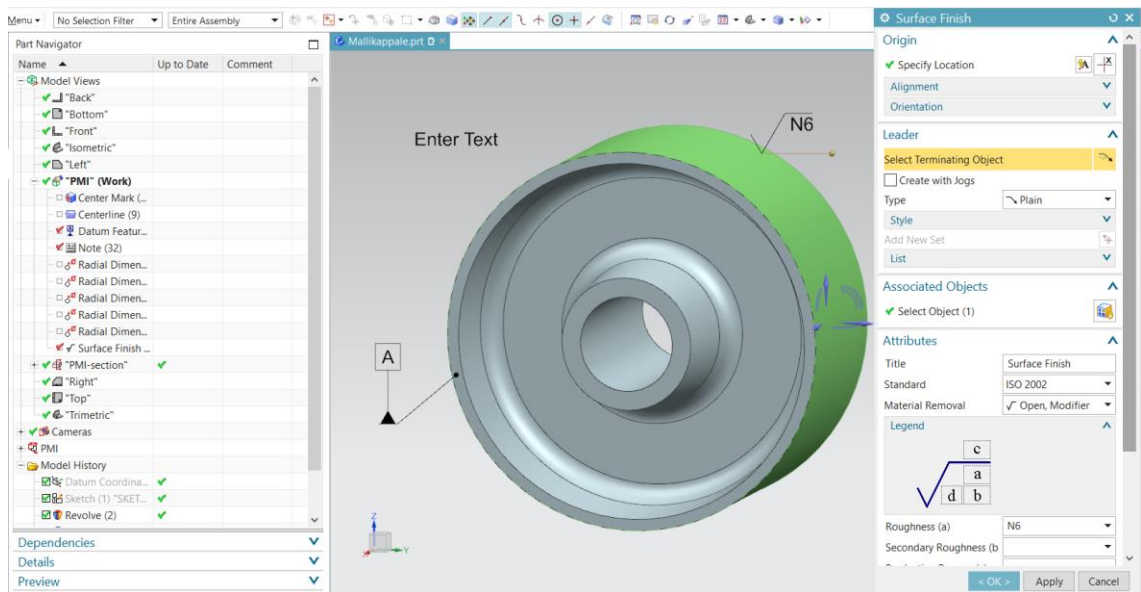 Menu
No Selection Filter
Entire Assembly
Part Navigator
Name
Up to Date
Comment
Model Views
"Back"
"Bottom"
"Front"
"Isometric"
"Left"
"PMI" (Work)
Center Mark (...
Centerline (9)
Datum Featur...
Note (32)
Radial Dimen...
Radial Dimen...
Radial Dimen...
Radial Dimen...
Radial Dimen...
Surface Finish ...
"PMI-section"
"Right"
"Top"
"Trimetric"
Cameras
PMI
Model History
Datum Coordina...
Sketch (1) "SKET...
Revolve (2)
Dependencies
Details
Preview
Mallikappale.prt
Enter Text
N6
A
Z
Y
X
Surface Finish
Origin
Specify Location
Alignment
Orientation
Leader
Select Terminating Object
Create with Jogs
Type
Plain
Style
Add New Set
List
Associated Objects
Select Object (1)
Attributes
Title
Surface Finish
Standard
ISO 2002
Material Removal
Open, Modifier
Legend
c
a
d b
Roughness (a)
N6
Secondary Roughness (b
< OK >
Apply
Cancel